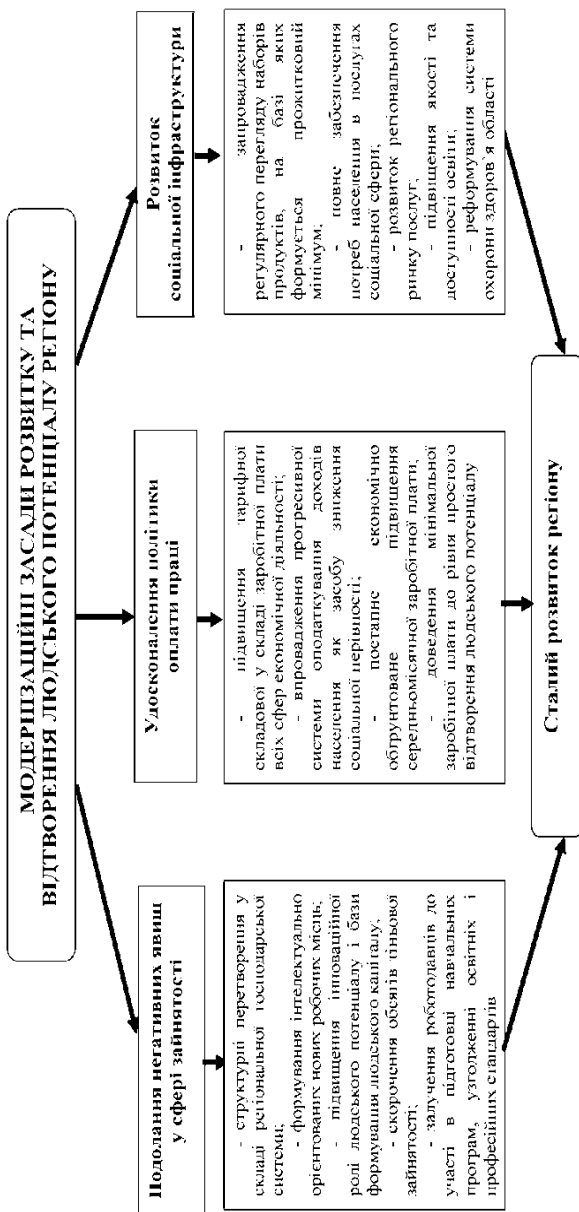 МОДЕРНІЗАЦІЙНІ ЗАСАДИ РОЗВИТКУ ТА
ВІДТВОРЕННЯ ЛЮДСЬКОГО ПОТЕНЦІАЛУ РЕГІОНУ
Подолання негативних явищ
у сфері зайнятості
- структурні перетворення у
складі регіональної господарської
системи;
- формування інтелектуально
орієнтованих нових робочих місць;
- підвищення інноваційної
ролі людського потенціалу і бази
формування людського капіталу;
- скорочення обсягів тіньової
зайнятості;
- залучення роботодавців до
участі в підготовці навчальних
програм, узгодженні освітніх і
професійних стандартів
Удосконалення політики
оплати праці
- підвищення тарифної
складової у складі заробітної плати
всіх сфер економічної діяльності;
- впровадження прогресивної
системи оподаткування доходів
населення як засобу зниження
соціальної нерівності;
- поетапне економічно
обґрунтоване підвищення
середньомісячної заробітної плати;
- доведення мінімальної
заробітної плати до рівня простого
відтворення людського потенціалу
Розвиток
соціальної інфраструктури
- запровадження
регулярного перегляду наборів
продуктів, на базі яких
формується прожитковий
мінімум;
- повне забезпечення
потреб населення в послугах
соціальної сфери;
- розвиток регіонального
ринку послуг;
- підвищення якості та
доступності освіти;
- реформування системи
охорони здоров`я області
Сталий розвиток регіону